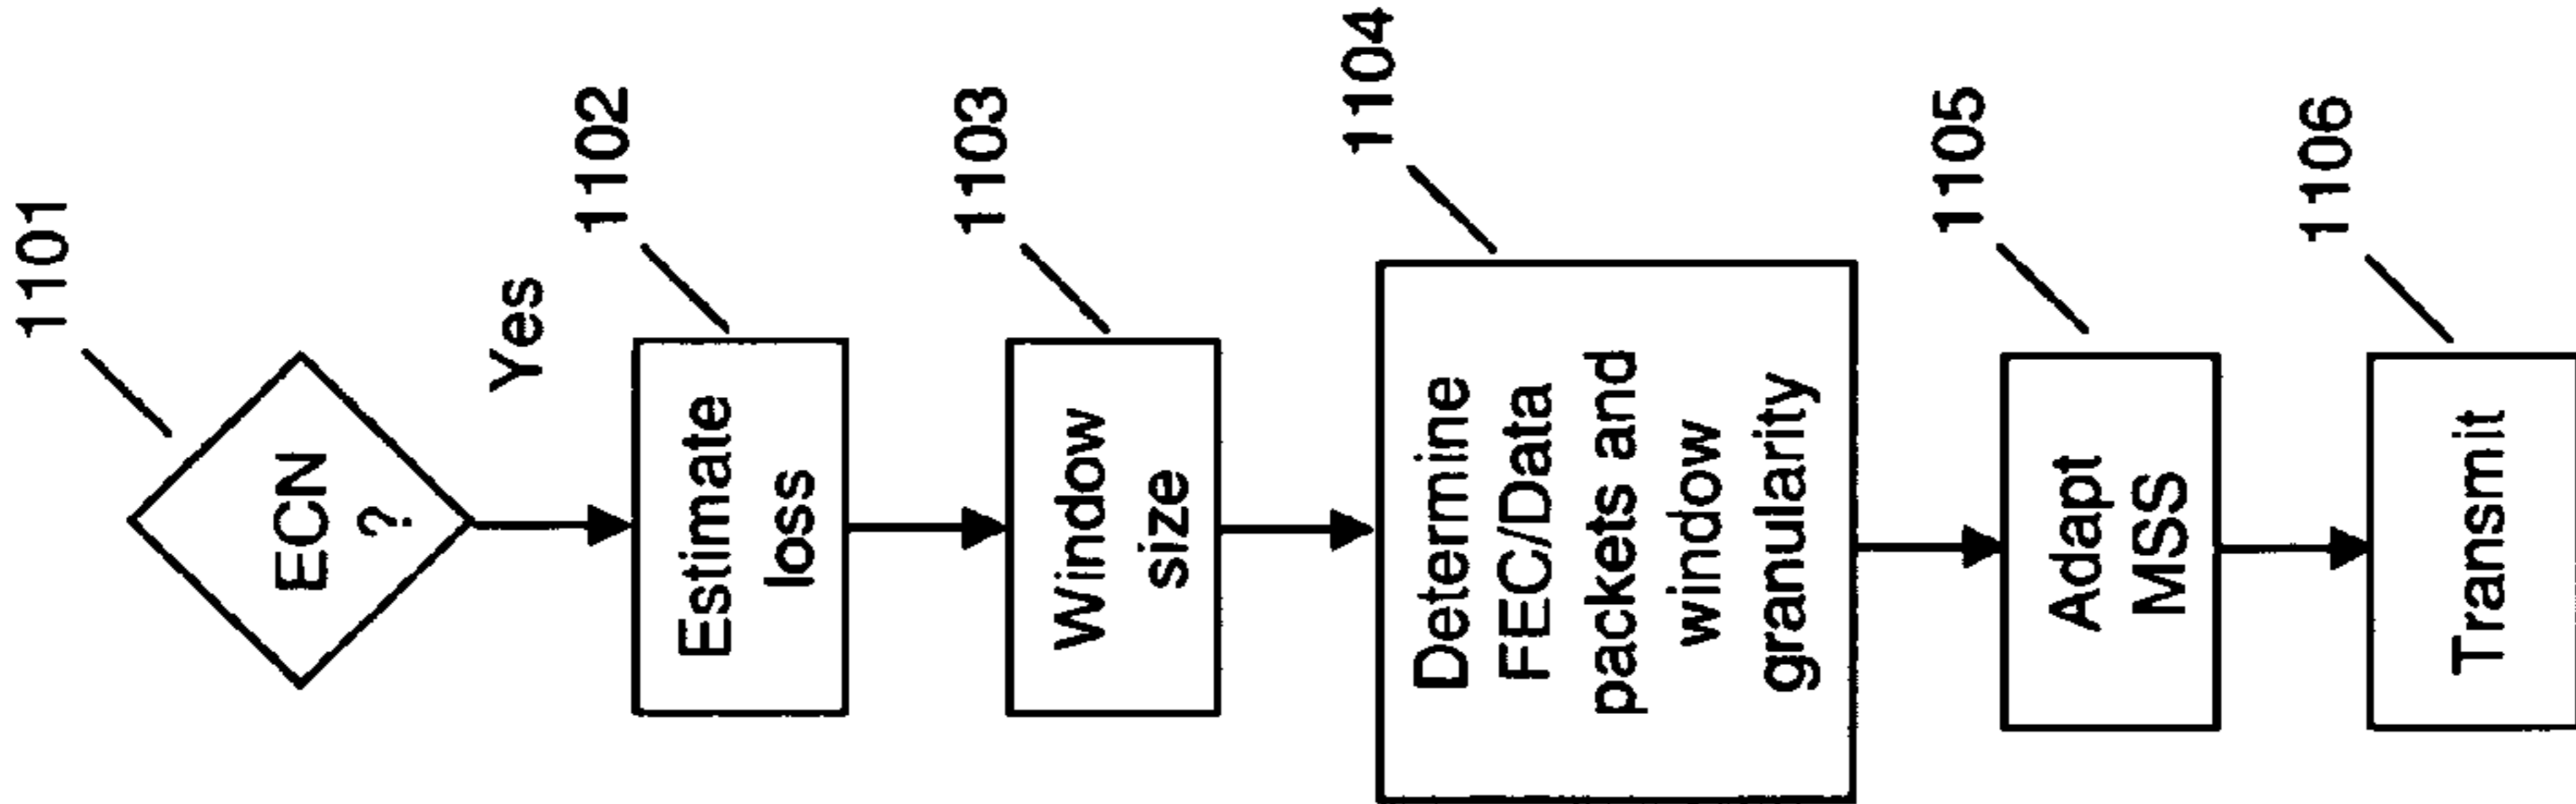 1101
ECN
?
Yes
1102
Estimate
loss
1103
Window
size
1104
Determine
FEC/Data
packets and
window
granularity
1105
Adapt
MSS
1106
Transmit